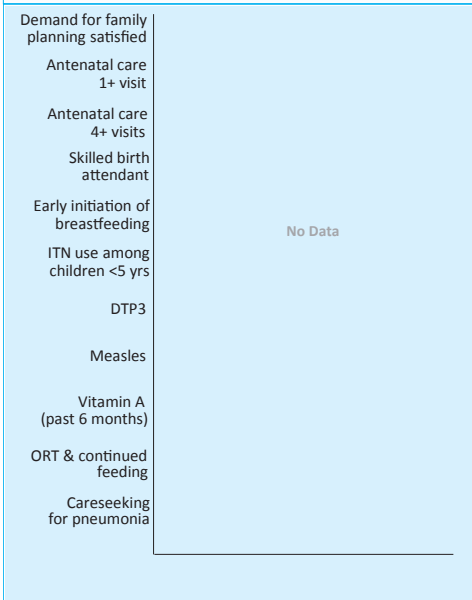 Demand for family
planning satisfied
Antenatal care
1+ visit
Antenatal care
4+ visits
Skilled birth
attendant
Early initiation of
breastfeeding
No Data
ITN use among
children <5 yrs
DTP3
Measles
Vitamin A
(past 6 months)
ORT & continued
feeding
Careseeking
for pneumonia